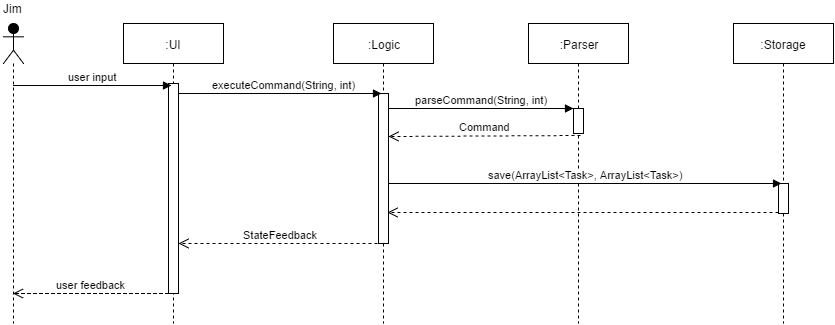 Jim
:UI
:Logic
:Parser
:Storage
user input
executeCommand(String, int)
parseCommand(String, int)
Command
save(ArrayList<Task>, ArrayList<Task>)
StateFeedback
user feedback